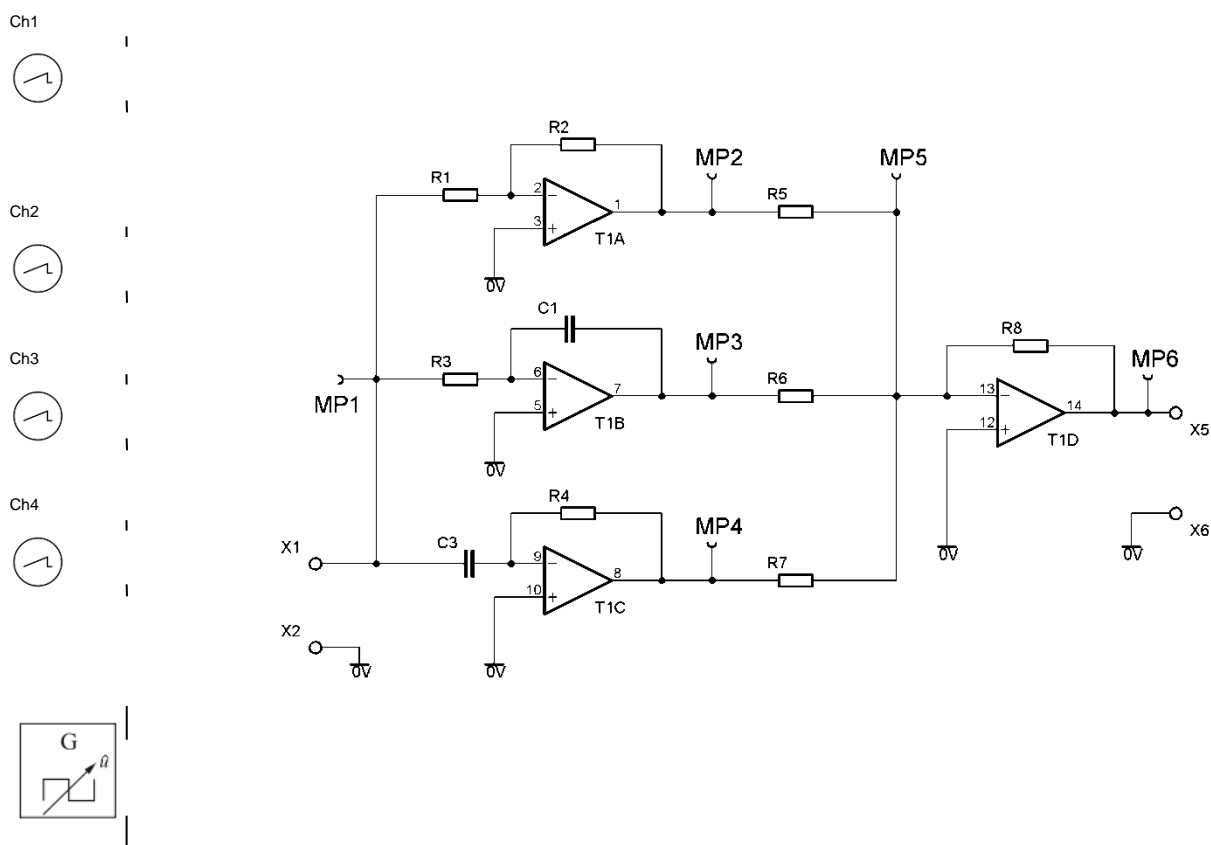 Ch1
R2
MP2
MP5
R1
R5
2
1
3
T1A
Ch2
0V
C1
MP3
R8
MP6
Ch3
R3
R6
MP1
6
7
5
T1B
13
14
12
T1D
X5
0V
R4
MP4
Ch4
X1
C3
R7
9
8
10
T1C
X6
0V
0V
X2
0V
0V
G
û